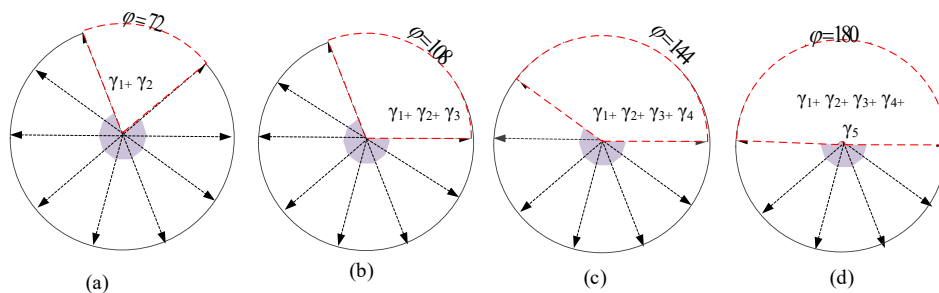 φ=72
γ1+ γ2
(a)
φ=108
γ1+ γ2+ γ3
(b)
φ=144
γ1+ γ2+ γ3+ γ4
(c)
φ=180
γ1+ γ2+ γ3+ γ4+
γ5
(d)